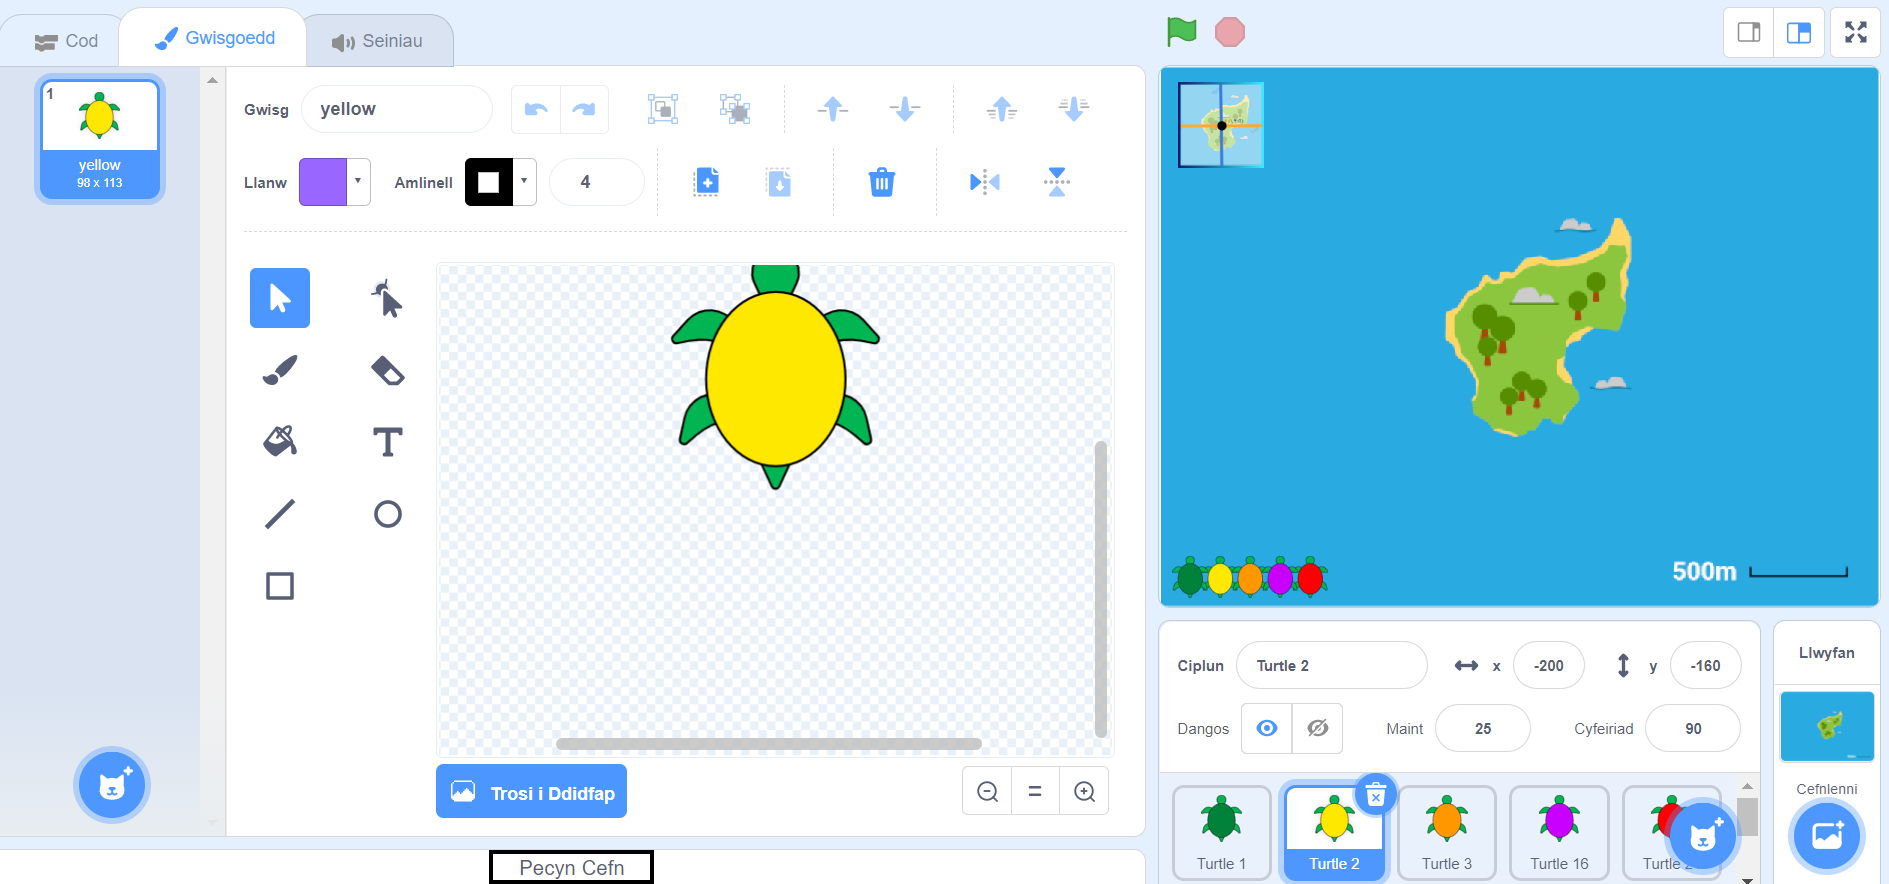 Cod
Gwisgoedd
Seiniau
1
yellow
98 x 113
Gwisg
yellow
Llanw
Amlinell
4
T
Trosi i Ddidfap
Pecyn Cefn
500m
Ciplun
Turtle 2
x
-200
y
-160
Dangos
Maint
25
Cyfeiriad
90
Turtle 1
Turtle 2
Turtle 3
Turtle 16
Turtle
Llwyfan
Cefnlenni